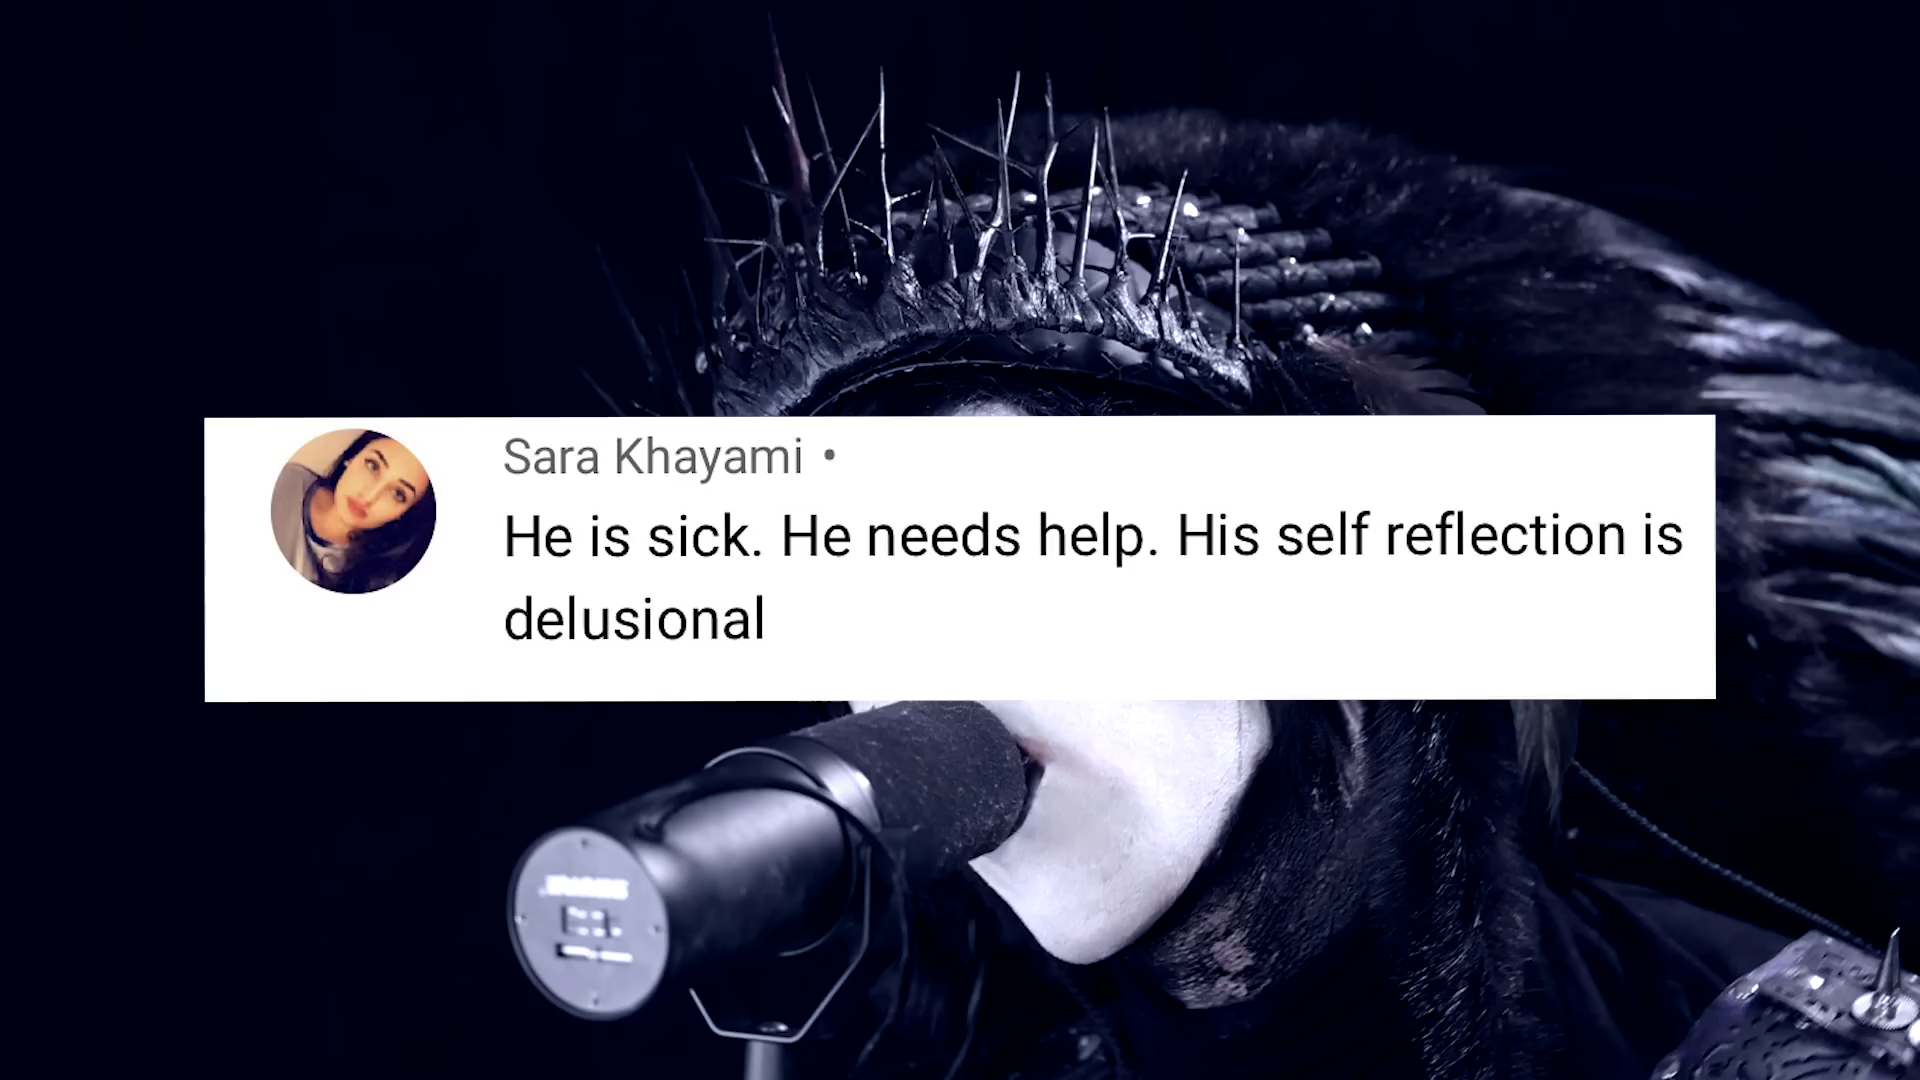 Sara Khayami •
He is sick. He needs help. His self reflection is
delusional